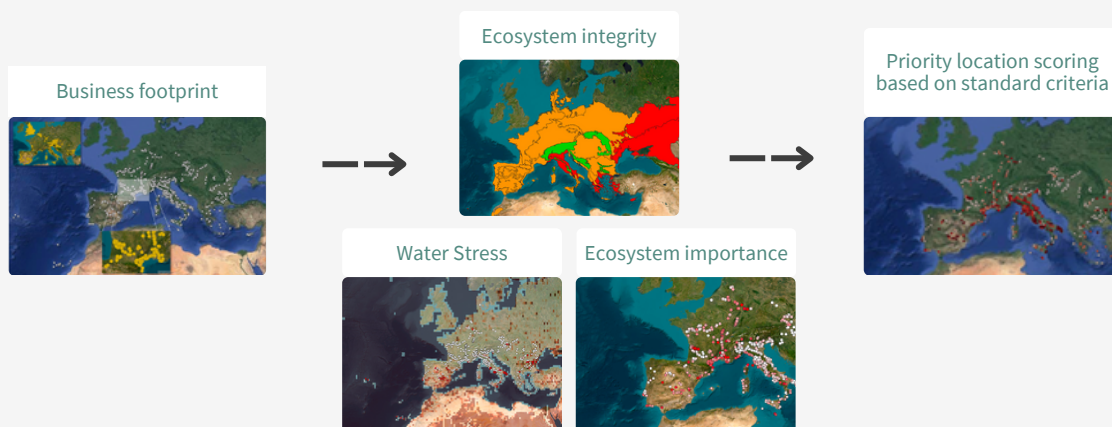 Business footprint
Ecosystem integrity
Water Stress
Ecosystem importance
Priority location scoring
based on standard criteria